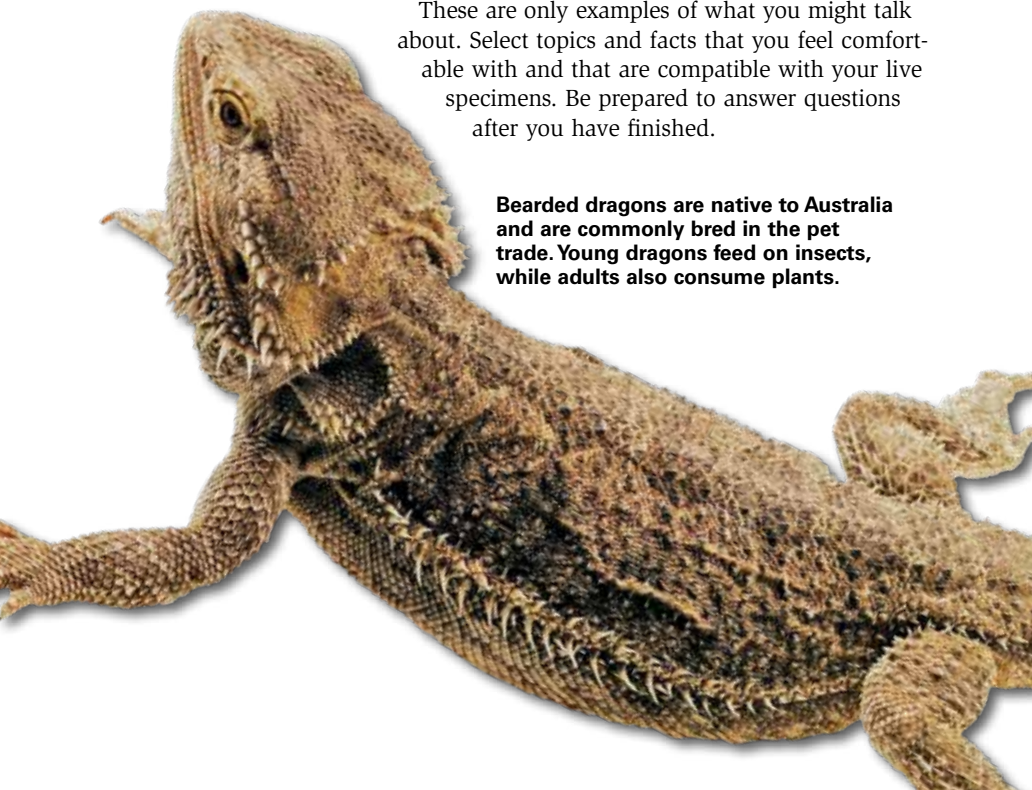 These are only examples of what you might talk
about. Select topics and facts that you feel comfort-
able with and that are compatible with your live
specimens. Be prepared to answer questions
after you have finished.
Bearded dragons are native to Australia
and are commonly bred in the pet
trade. Young dragons feed on insects,
while adults also consume plants.